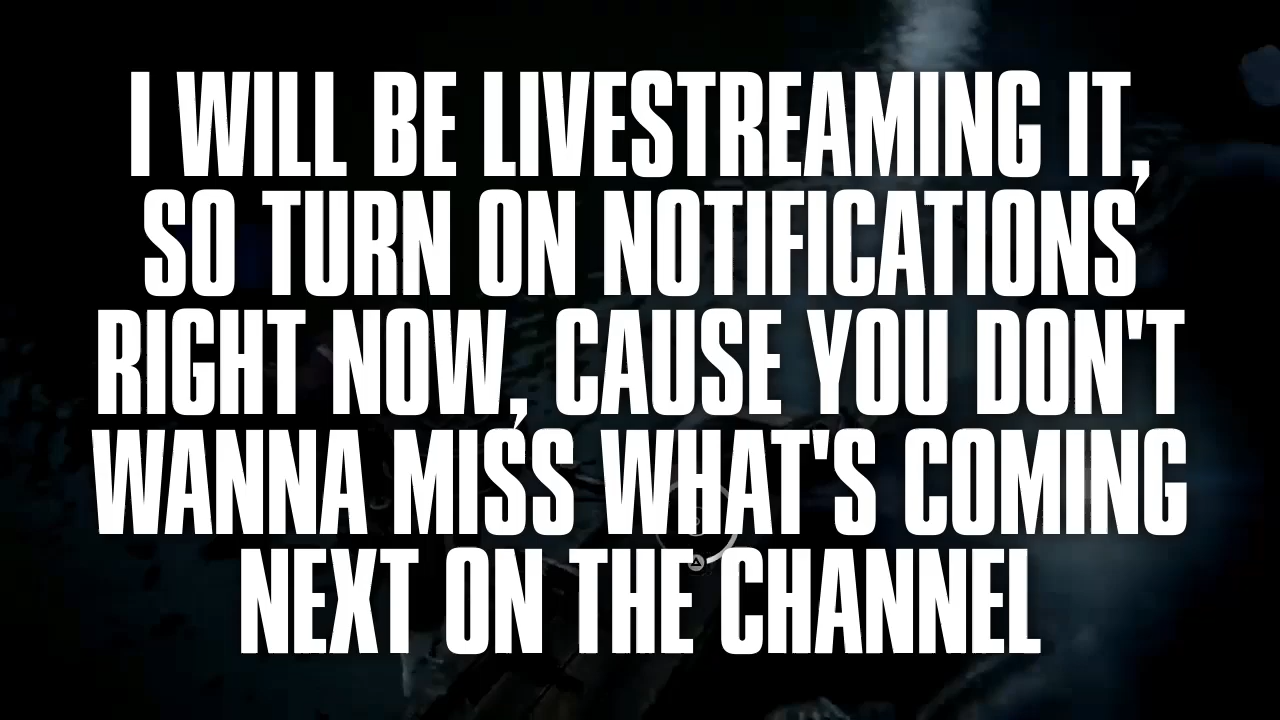 I WILL BE LIVESTREAMING IT,
SO TURN ON NOTIFICATIONS
RIGHT NOW, CAUSE YOU DON'T
WANNA MISS WHAT'S COMING
NEXT ON THE CHANNEL